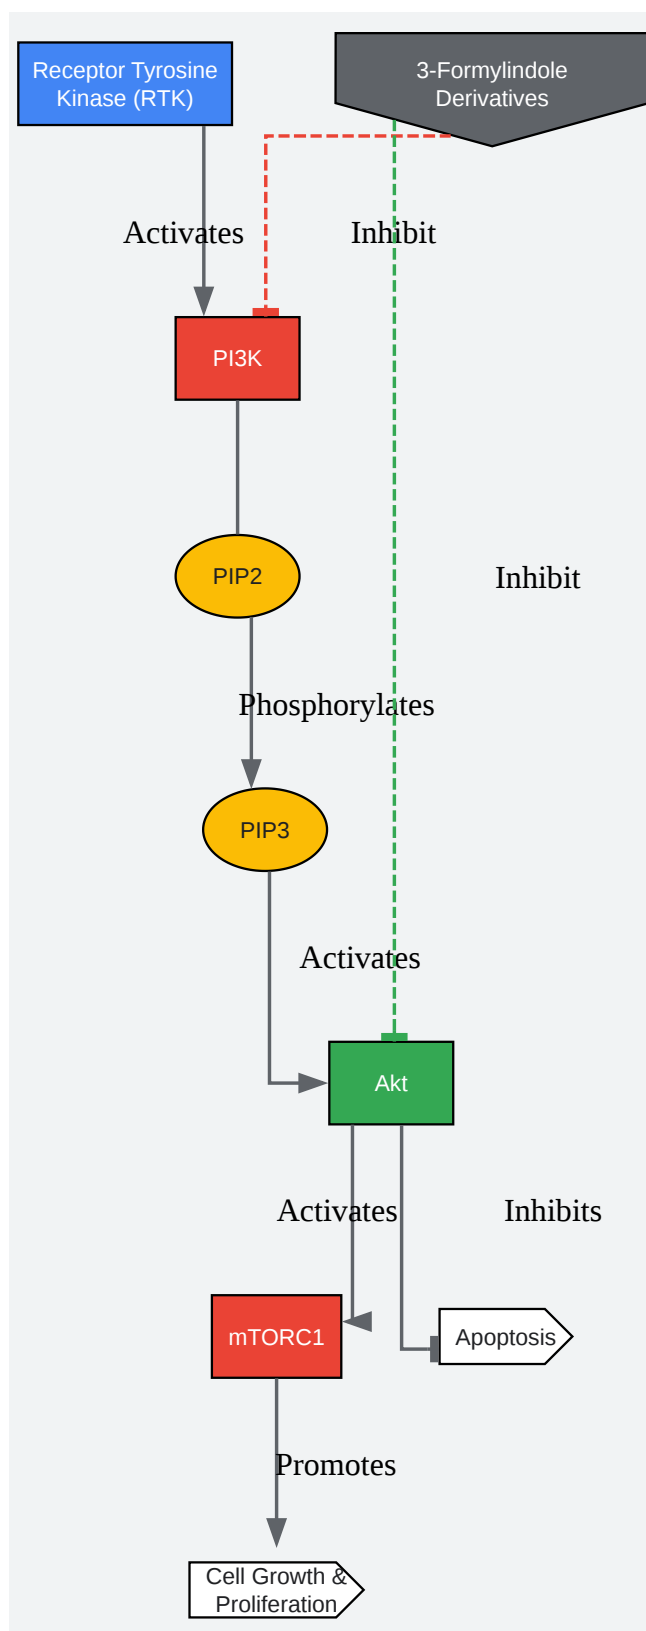 Receptor Tyrosine
Kinase (RTK)
3-Formylindole
Derivatives
Activates
Inhibit
PI3K
PIP2
Inhibit
Phosphorylates
PIP3
Activates
Akt
Activates
Inhibits
mTORC1
Apoptosis
Promotes
Cell Growth &
Proliferation